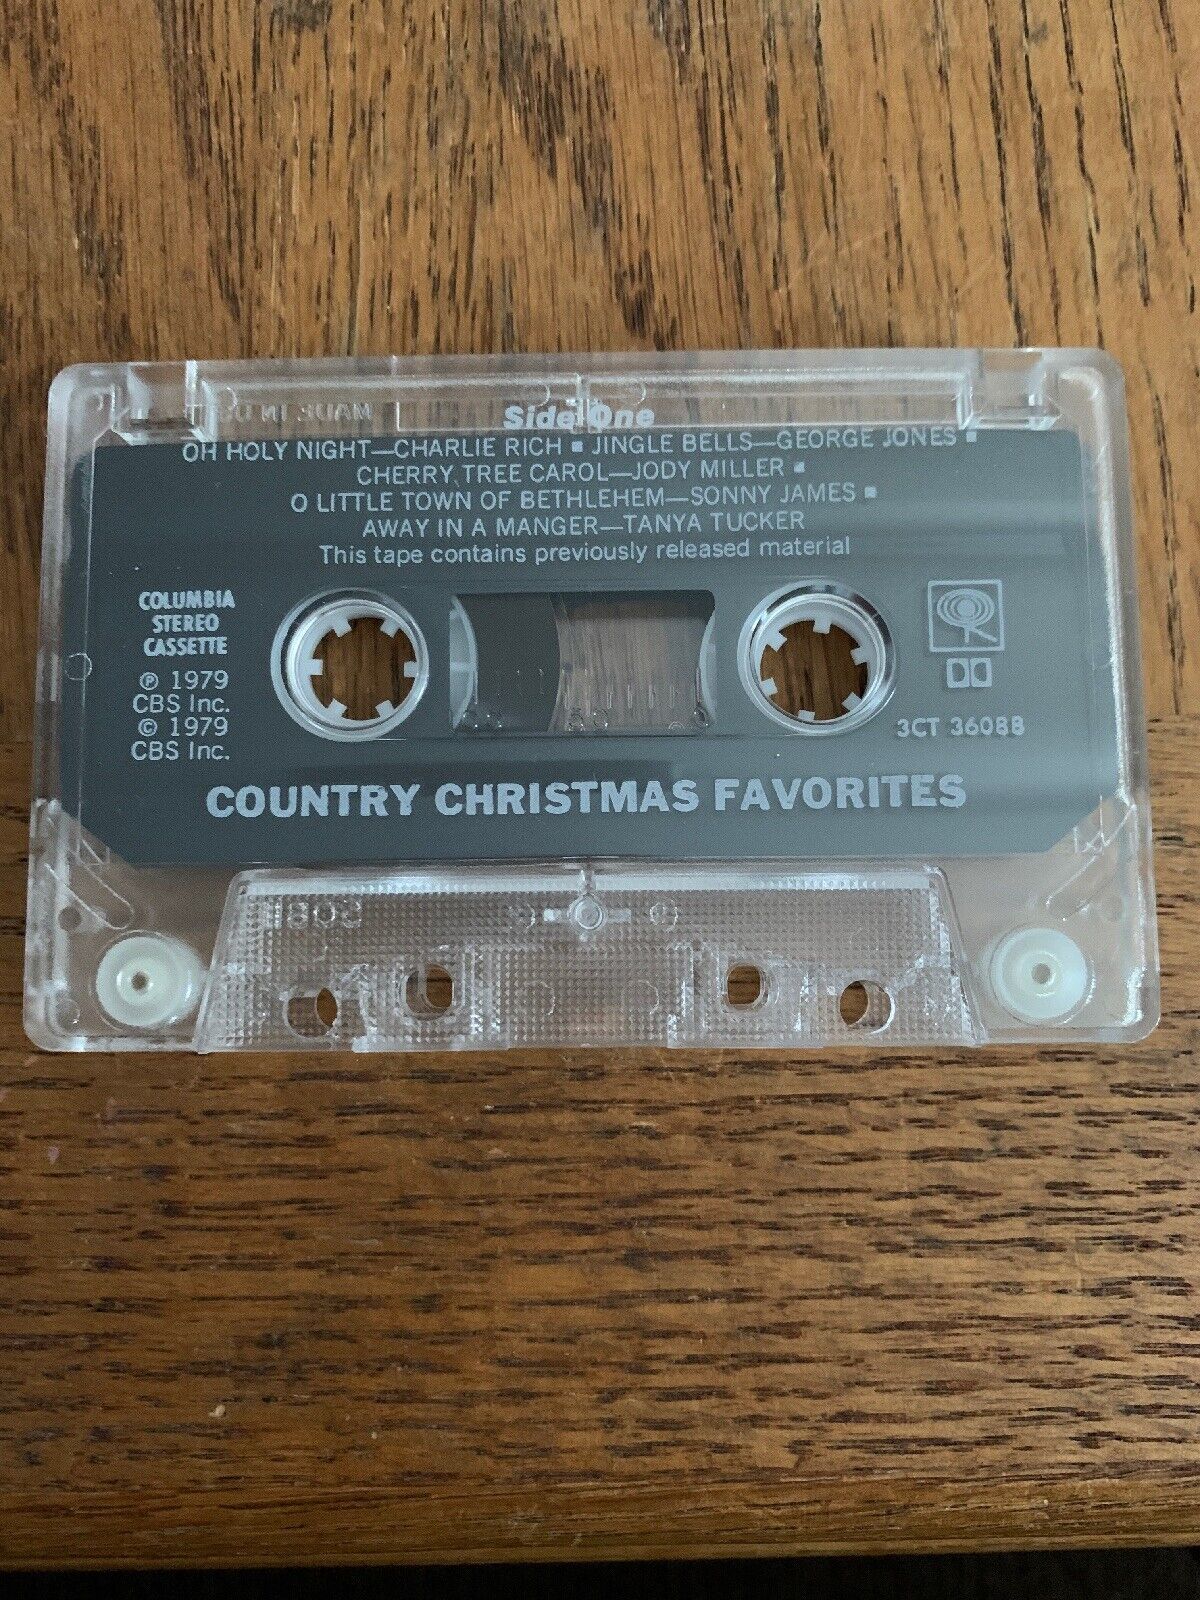 Side One
OH HOLY NIGHT—CHARLIE RICH ■ JINGLE BELLS—GEORGE JONES ■
CHERRY TREE CAROL—JODY MILLER ■
O LITTLE TOWN OF BETHLEHEM—SONNY JAMES ■
AWAY IN A MANGER—TANYA TUCKER
This tape contains previously released material
COLUMBIA
STEREO
CASSETTE
℗ 1979
CBS Inc.
© 1979
CBS Inc.
50
3CT 36088
COUNTRY CHRISTMAS FAVORITES